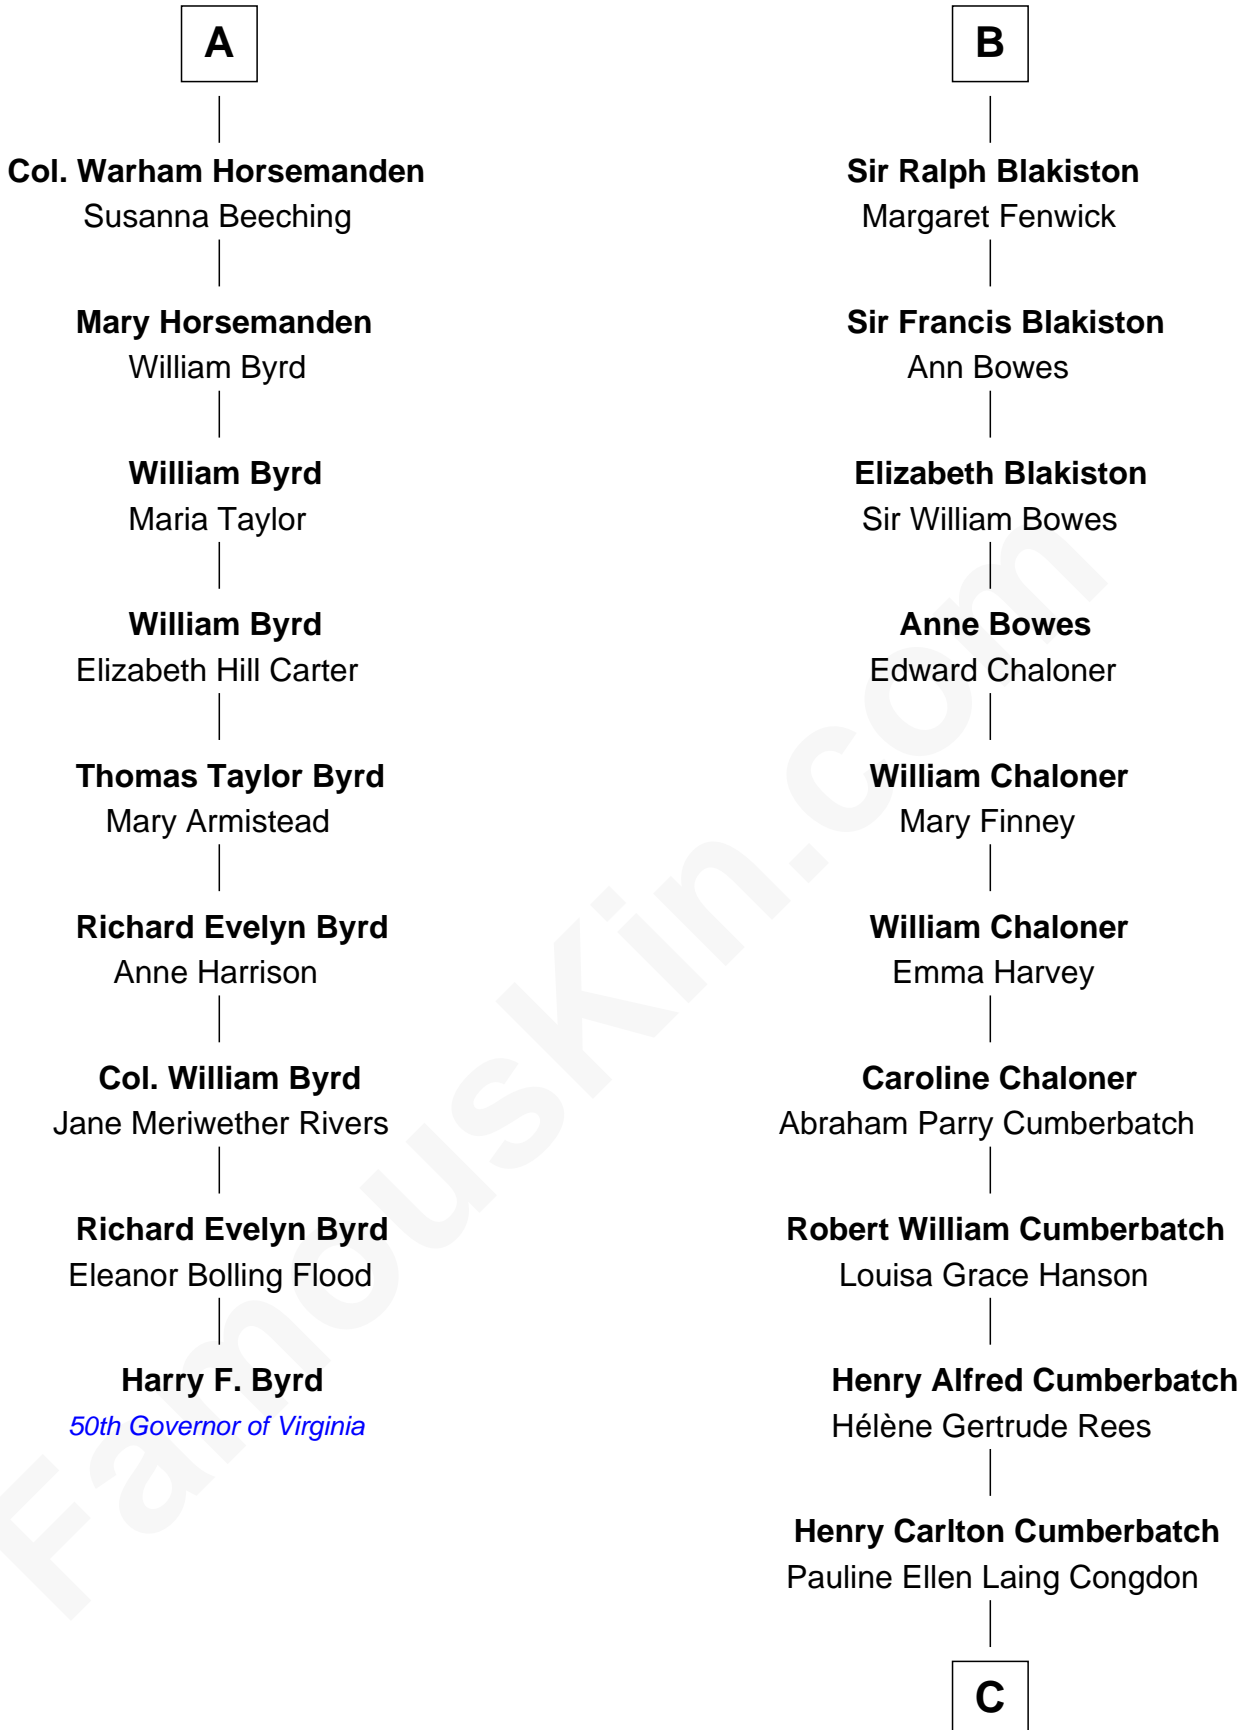 A
Col. Warham Horsemanden
Susanna Beeching
Mary Horsemanden
William Byrd
William Byrd
Maria Taylor
William Byrd
Elizabeth Hill Carter
Thomas Taylor Byrd
Mary Armistead
Richard Evelyn Byrd
Anne Harrison
Col. William Byrd
Jane Meriwether Rivers
Richard Evelyn Byrd
Eleanor Bolling Flood
Harry F. Byrd
50th Governor of Virginia
B
Sir Ralph Blakiston
Margaret Fenwick
Sir Francis Blakiston
Ann Bowes
Elizabeth Blakiston
Sir William Bowes
Anne Bowes
Edward Chaloner
William Chaloner
Mary Finney
William Chaloner
Emma Harvey
Caroline Chaloner
Abraham Parry Cumberbatch
Robert William Cumberbatch
Louisa Grace Hanson
Henry Alfred Cumberbatch
Hélène Gertrude Rees
Henry Carlton Cumberbatch
Pauline Ellen Laing Congdon
C
FamousKin.com